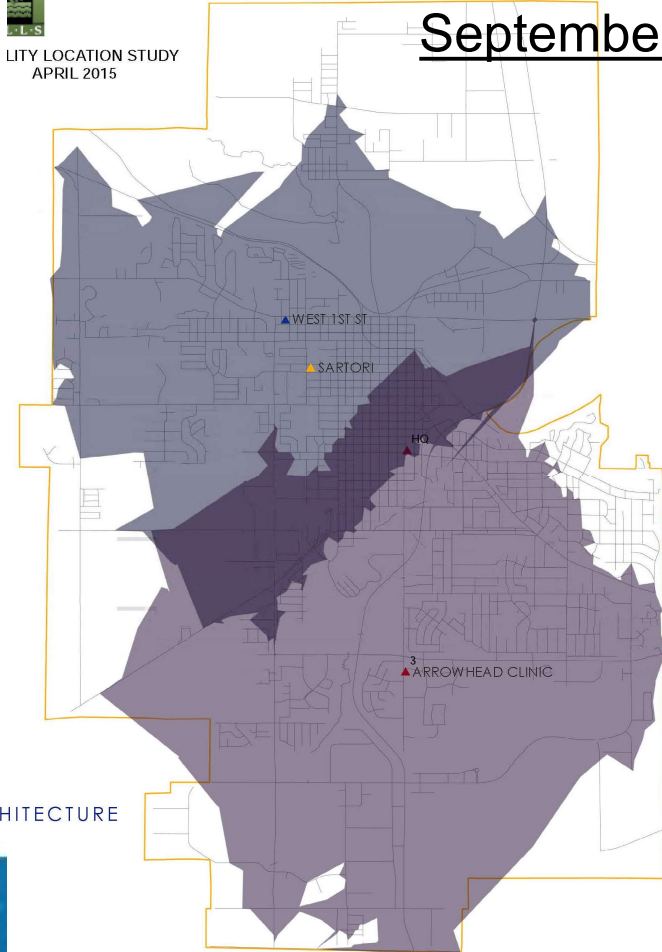 L·L·S
Septembe
LITY LOCATION STUDY
APRIL 2015
WEST 1ST ST
SARTORI
HQ
3
ARROWHEAD CLINIC
HITECTURE